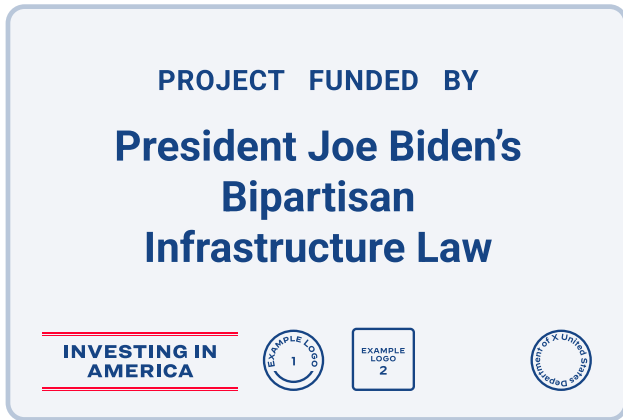 PROJECT FUNDED BY
President Joe Biden’s
Bipartisan
Infrastructure Law
INVESTING IN
AMERICA
EXAMPLE LOGO
1
EXAMPLE
LOGO
2
Department of X United States